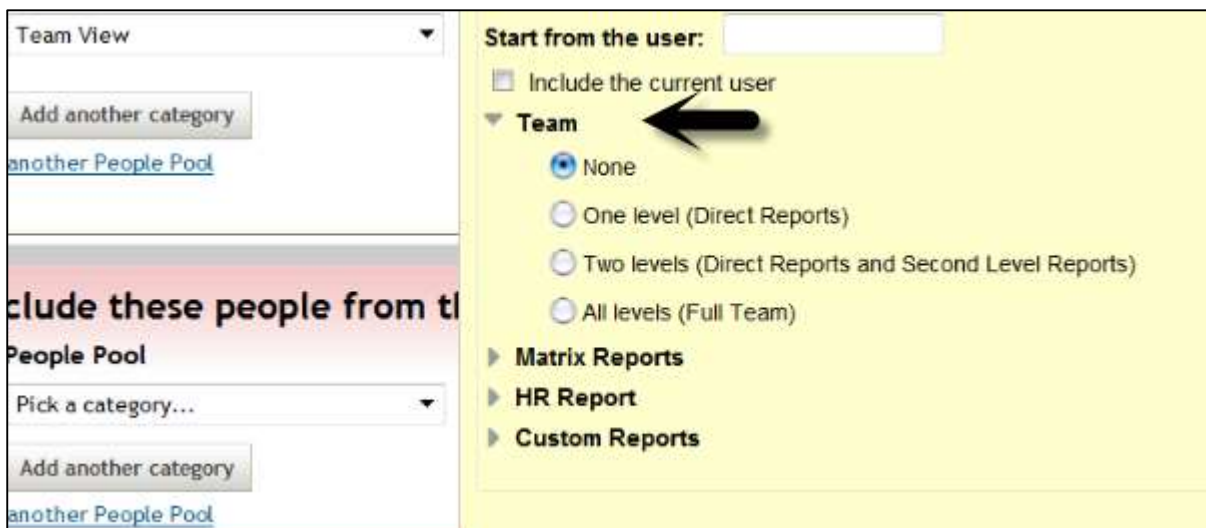 Team View
Add another category
another People Pool
clude these people from t
People Pool
Pick a category...
Add another category
another People Pool
Start from the user:
Include the current user
Team
None
One level (Direct Reports)
Two levels (Direct Reports and Second Level Reports)
All levels (Full Team)
Matrix Reports
HR Report
Custom Reports